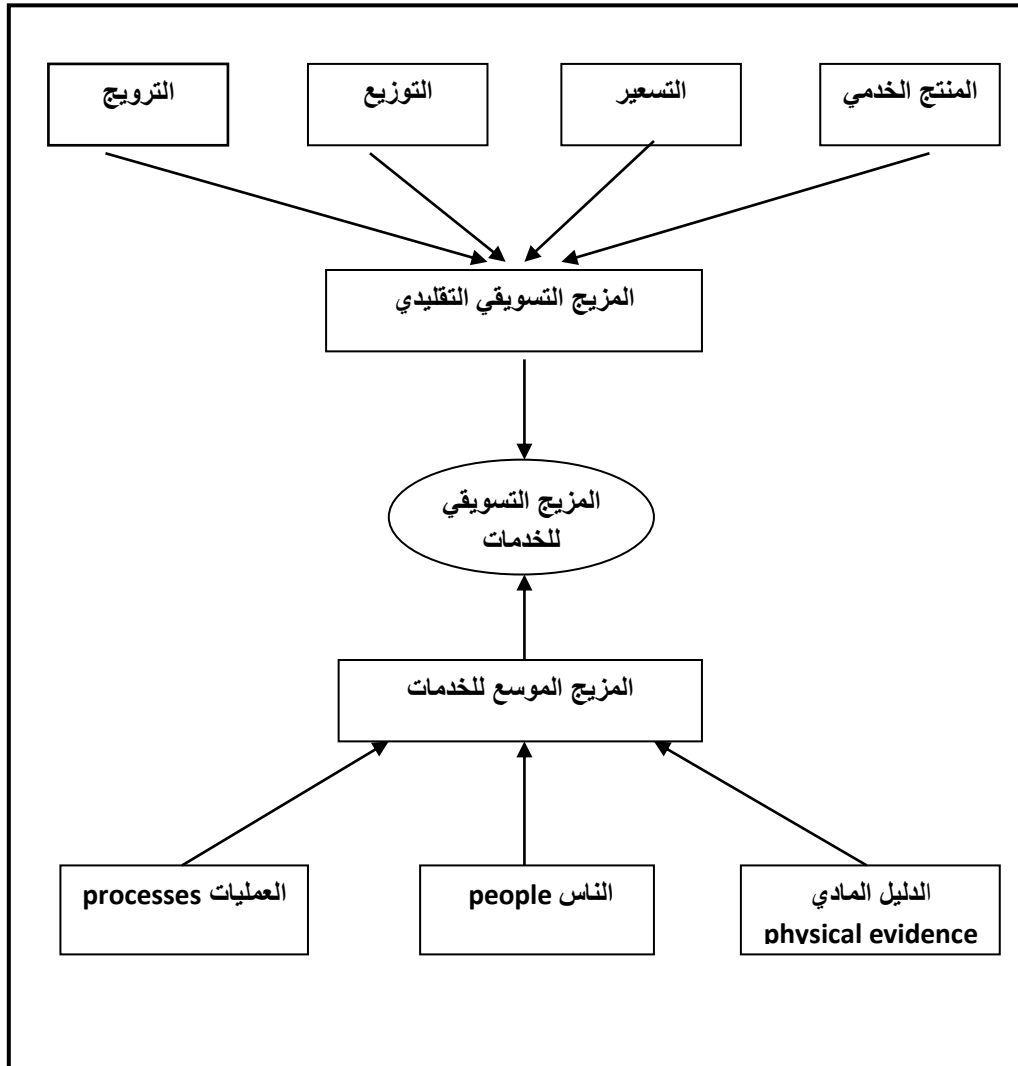 المنتج الخدمي
التسعير
التوزيع
الترويج
المزيج التسويقي التقليدي
المزيج التسويقي
للخدمات
المزيج الموسع للخدمات
الدليل المادي
physical evidence
الناس people
العمليات processes